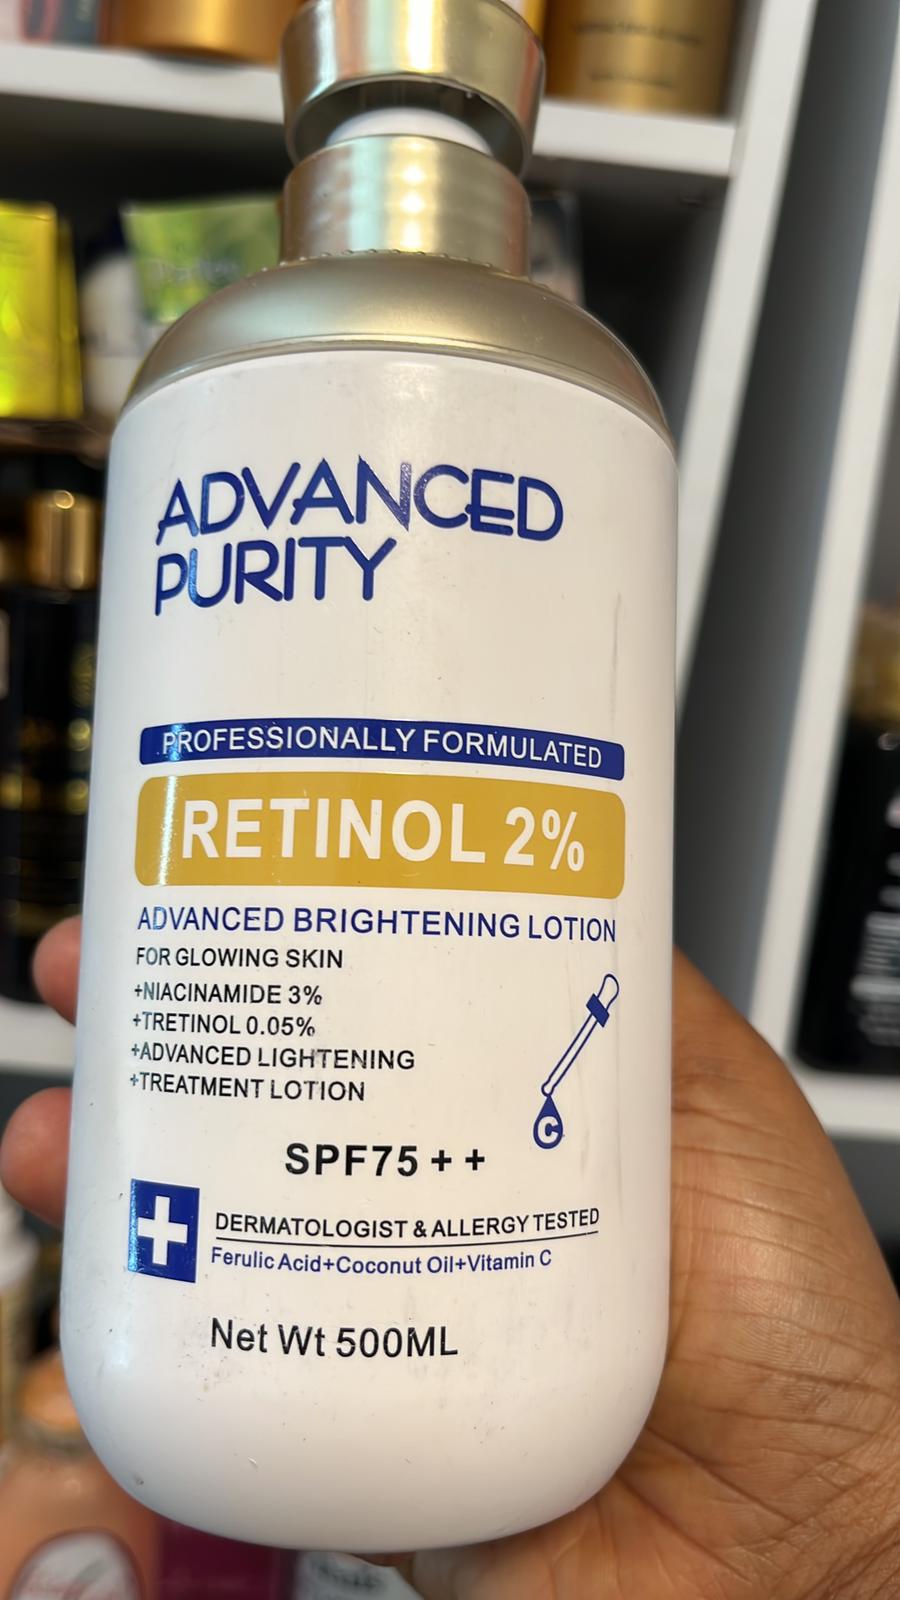 ADVANCED
PURITY
PROFESSIONALLY FORMULATED
RETINOL 2%
ADVANCED BRIGHTENING LOTION
FOR GLOWING SKIN
+NIACINAMIDE 3%
+TRETINOL 0.05%
+ADVANCED LIGHTENING
+TREATMENT LOTION
C
SPF75++
DERMATOLOGIST & ALLERGY TESTED
Ferulic Acid+Coconut Oil+Vitamin C
Net Wt 500ML